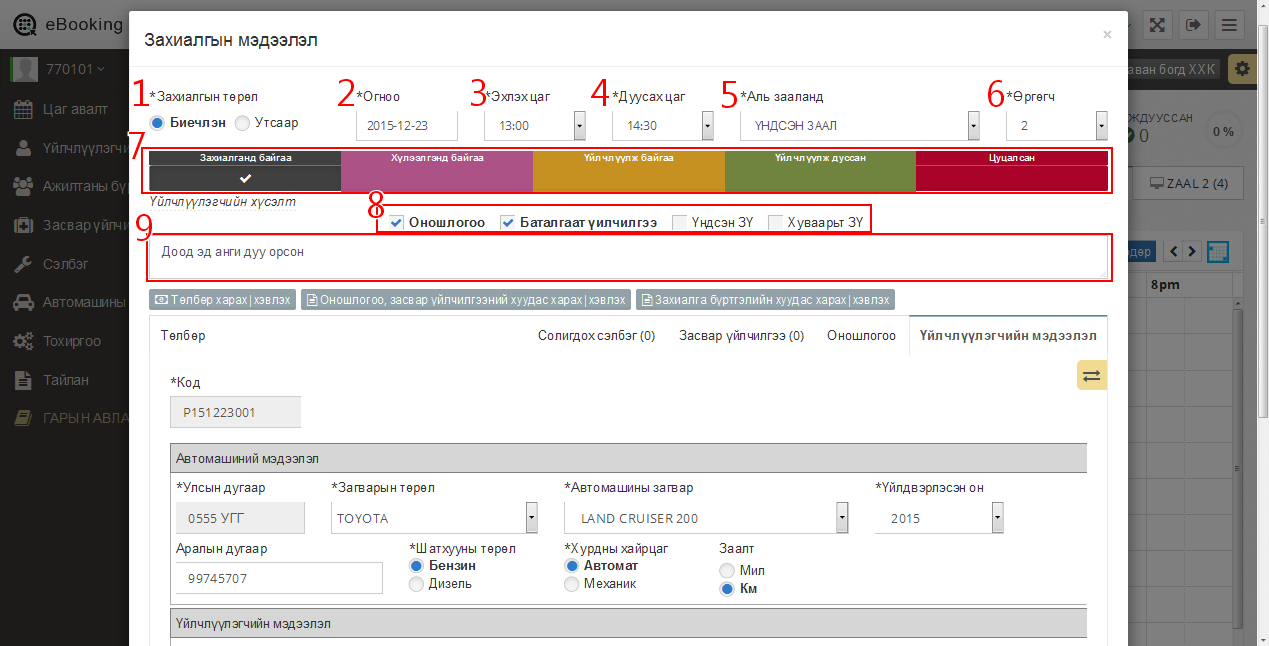 eBooking
770101
Цаг авалт
Үйлчлүүлэгчи
Ажилтаны бү
Засвар үйлчи
Сэлбэг
Автомашины
Тохиргоо
Тайлан
ГАРЫН АВЛА
Захиалгын мэдээлэл
×
1 *Захиалгын төрөл
2 *Огноо
3 *Эхлэх цаг
4 *Дуусах цаг
5 *Аль зааланд
6 *Өргөгч
Биечлэн Утсаар
2015-12-23
13:00
14:30
ҮНДСЭН ЗААЛ
2
7
Захиалганд байгаа
Хүлээлгэнд байгаа
Үйлчлүүлж байгаа
Үйлчлүүлж дуссан
Цуцалсан
Үйлчлүүлэгчийн хүсэлт
8
Оношлогоо Баталгаат үйлчилгээ Үндсэн ЗҮ Хуваарьт ЗҮ
9
Доод эд анги дуу орсон
Төлбөр харах|хэвлэх
Оношлогоо, засвар үйлчилгээний хуудас харах|хэвлэх
Захиалга бүртгэлийн хуудас харах|хэвлэх
Төлбөр
Солигдох сэлбэг (0)
Засвар үйлчилгээ (0)
Оношлогоо
Үйлчлүүлэгчийн мэдээлэл
*Код
P151223001
Автомашиний мэдээлэл
*Улсын дугаар
*Загварын төрөл
*Автомашины загвар
*Үйлдвэрлэсэн он
0555 УГГ
TOYOTA
LAND CRUISER 200
2015
Аралын дугаар
*Шатхууны төрөл
*Хурдны хайрцаг
Заалт
99745707
Бензин
Дизель
Автомат
Механик
Мил
Км
Үйлчлүүлэгчийн мэдээлэл
аван богд ХХК
ЖДУУССАН
0
0 %
ЗААЛ 2 (4)
дөр
8pm